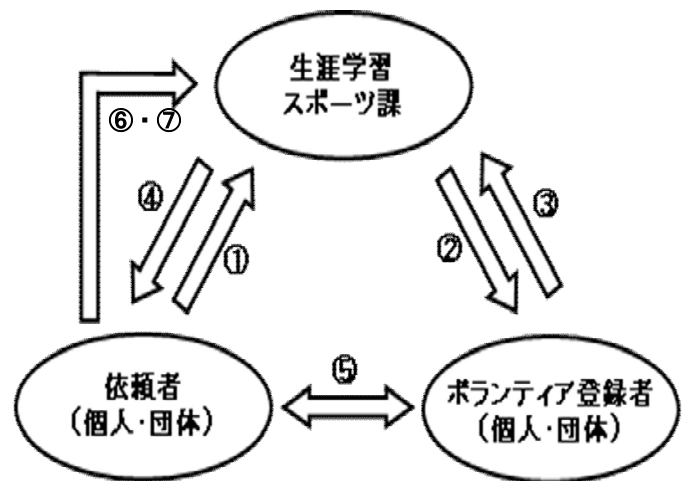 生涯学習
スポーツ課
⑥・⑦
④
①
②
③
⑤
依頼者
(個人・団体)
ボランティア登録者
(個人・団体)